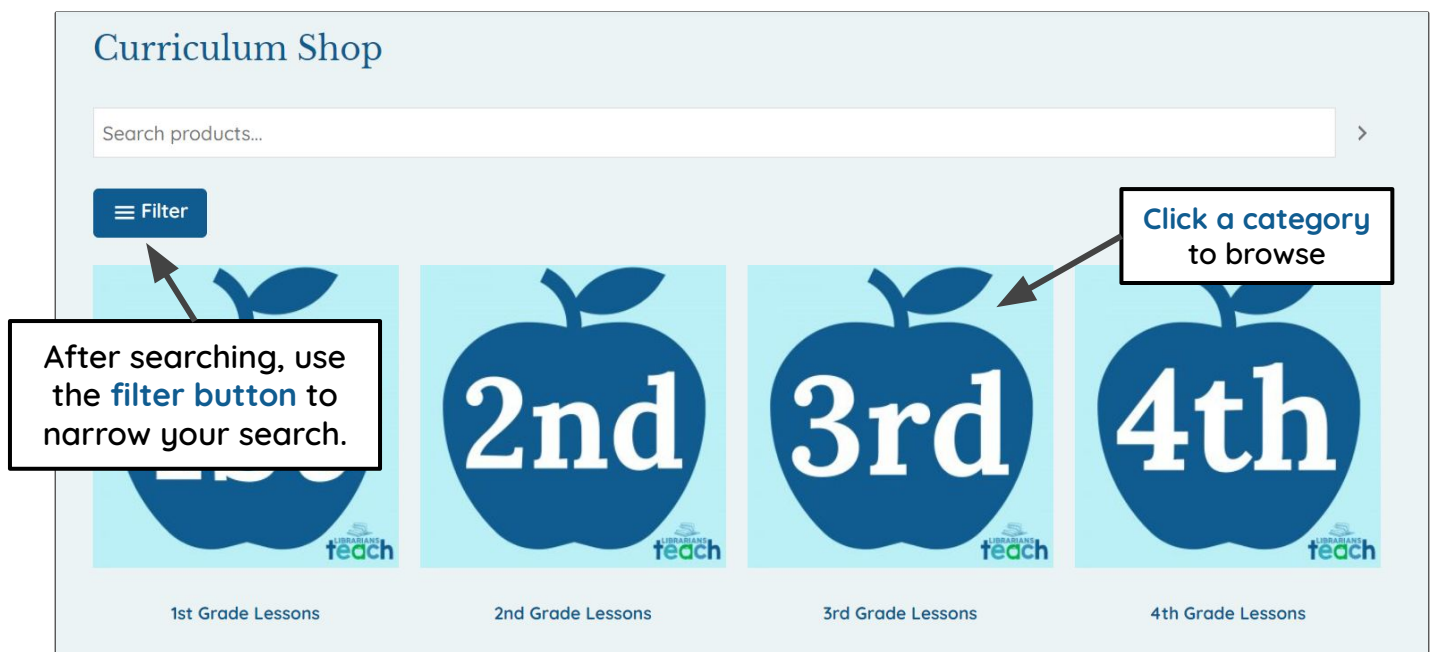 Curriculum Shop
Search products...
Filter
Click a category
to browse
After searching, use
the filter button to
narrow your search.
2nd
3rd
4th
LIBRARIANS
teach
LIBRARIANS
teach
LIBRARIANS
teach
LIBRARIANS
teach
1st Grade Lessons
2nd Grade Lessons
3rd Grade Lessons
4th Grade Lessons